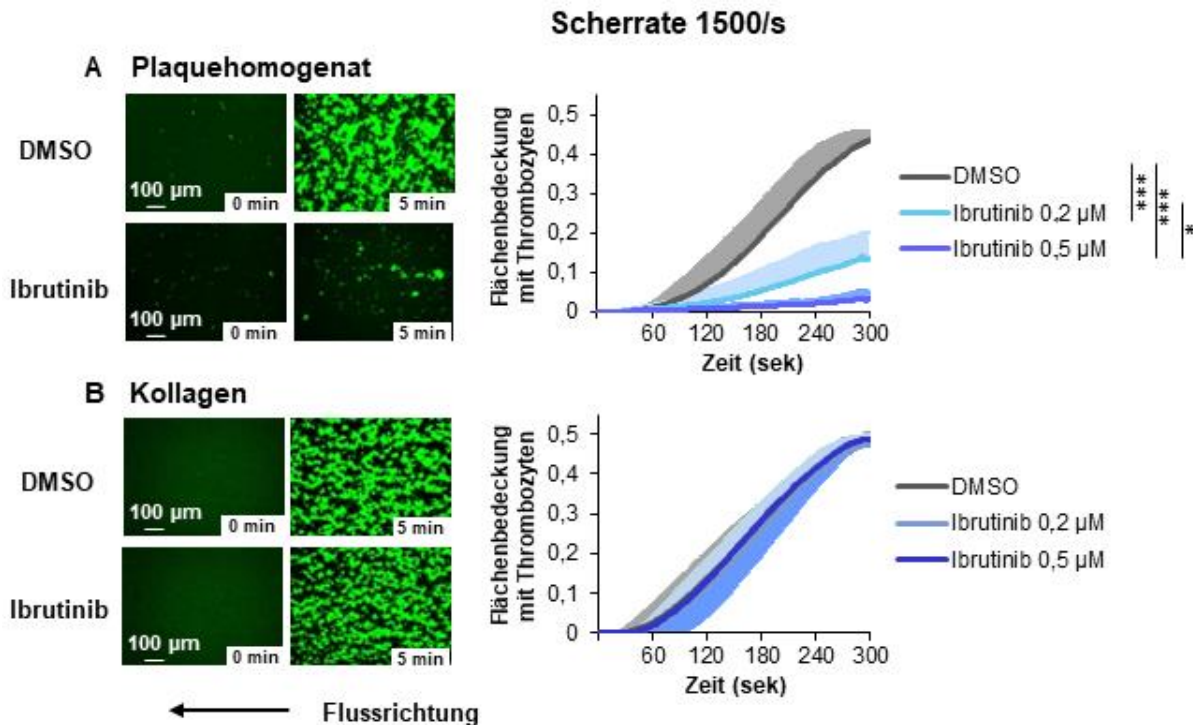 Scherrate 1500/s
A Plaquehomogenat
DMSO
100 µm
0 min
5 min
Ibrutinib
100 µm
0 min
5 min
Flächenbedeckung
mit Thrombozyten
0,5
0,4
0,3
0,2
0,1
0
60 120 180 240 300
Zeit (sek)
DMSO
Ibrutinib 0,2 µM
Ibrutinib 0,5 µM
***
***
*
B Kollagen
DMSO
100 µm
0 min
5 min
Ibrutinib
100 µm
0 min
5 min
Flächenbedeckung
mit Thrombozyten
0,5
0,4
0,3
0,2
0,1
0
60 120 180 240 300
Zeit (sek)
DMSO
Ibrutinib 0,2 µM
Ibrutinib 0,5 µM
Flussrichtung